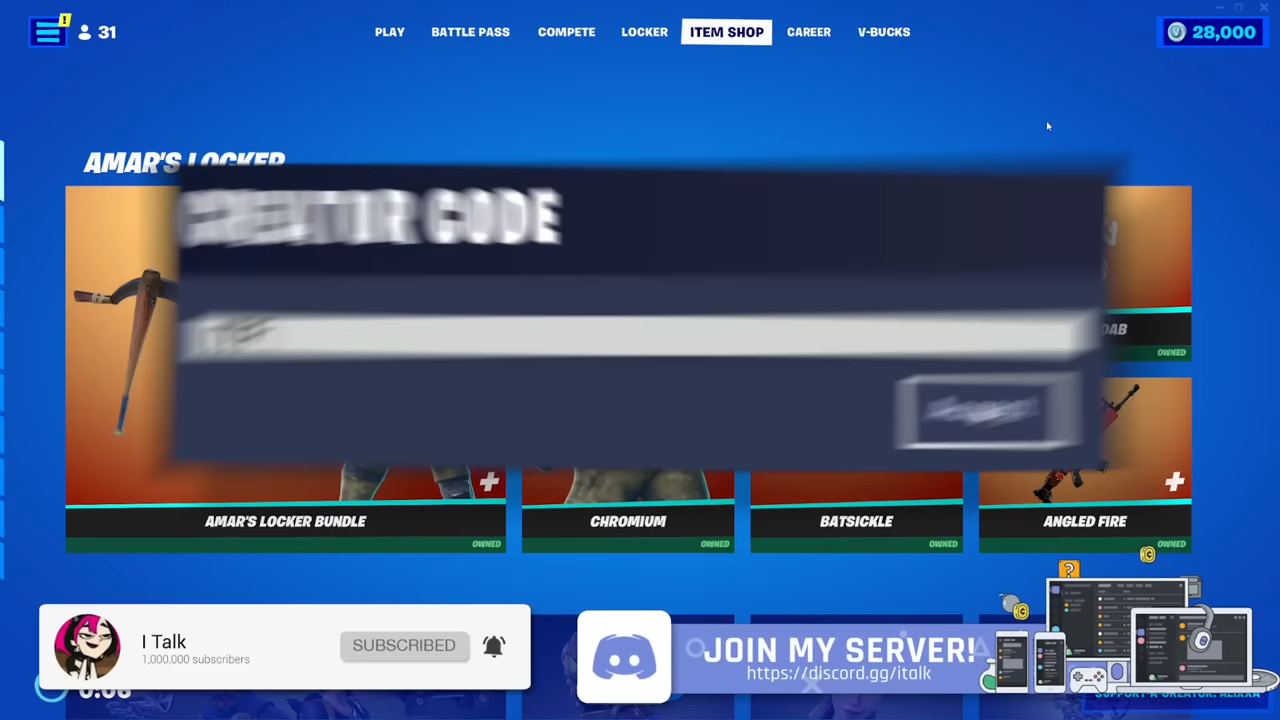 31
PLAY
BATTLE PASS
COMPETE
LOCKER
ITEM SHOP
CAREER
V-BUCKS
28,000
AMAR'S LOCKER
CREATOR CODE
DAB
OWNED
AMAR'S LOCKER BUNDLE
OWNED
CHROMIUM
OWNED
BATSICKLE
OWNED
ANGLED FIRE
OWNED
I Talk
1,000,000 subscribers
SUBSCRIBED
JOIN MY SERVER!
https://discord.gg/italk